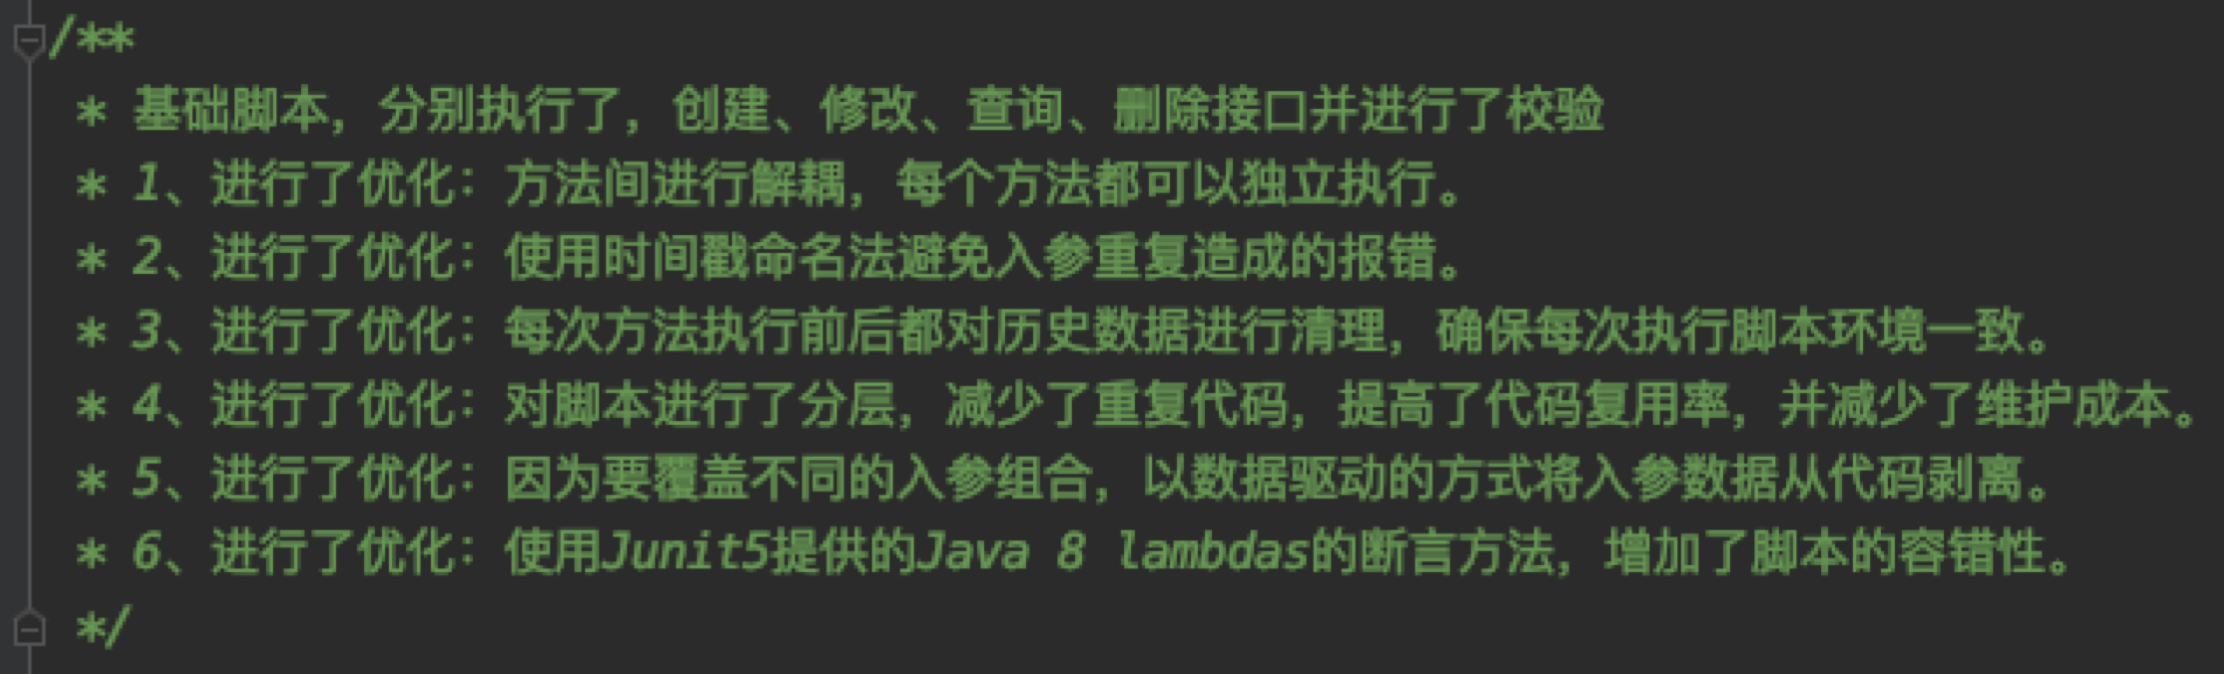 /**
* 基础脚本，分别执行了，创建、修改、查询、删除接口并进行了校验
* 1、进行了优化：方法间进行解耦，每个方法都可以独立执行。
* 2、进行了优化：使用时间戳命名法避免入参重复造成的报错。
* 3、进行了优化：每次方法执行前后都对历史数据进行清理，确保每次执行脚本环境一致。
* 4、进行了优化：对脚本进行了分层，减少了重复代码，提高了代码复用率，并减少了维护成本。
* 5、进行了优化：因为要覆盖不同的入参组合，以数据驱动的方式将入参数据从代码剥离。
* 6、进行了优化：使用Junit5提供的Java 8 lambdas的断言方法，增加了脚本的容错性。
*/